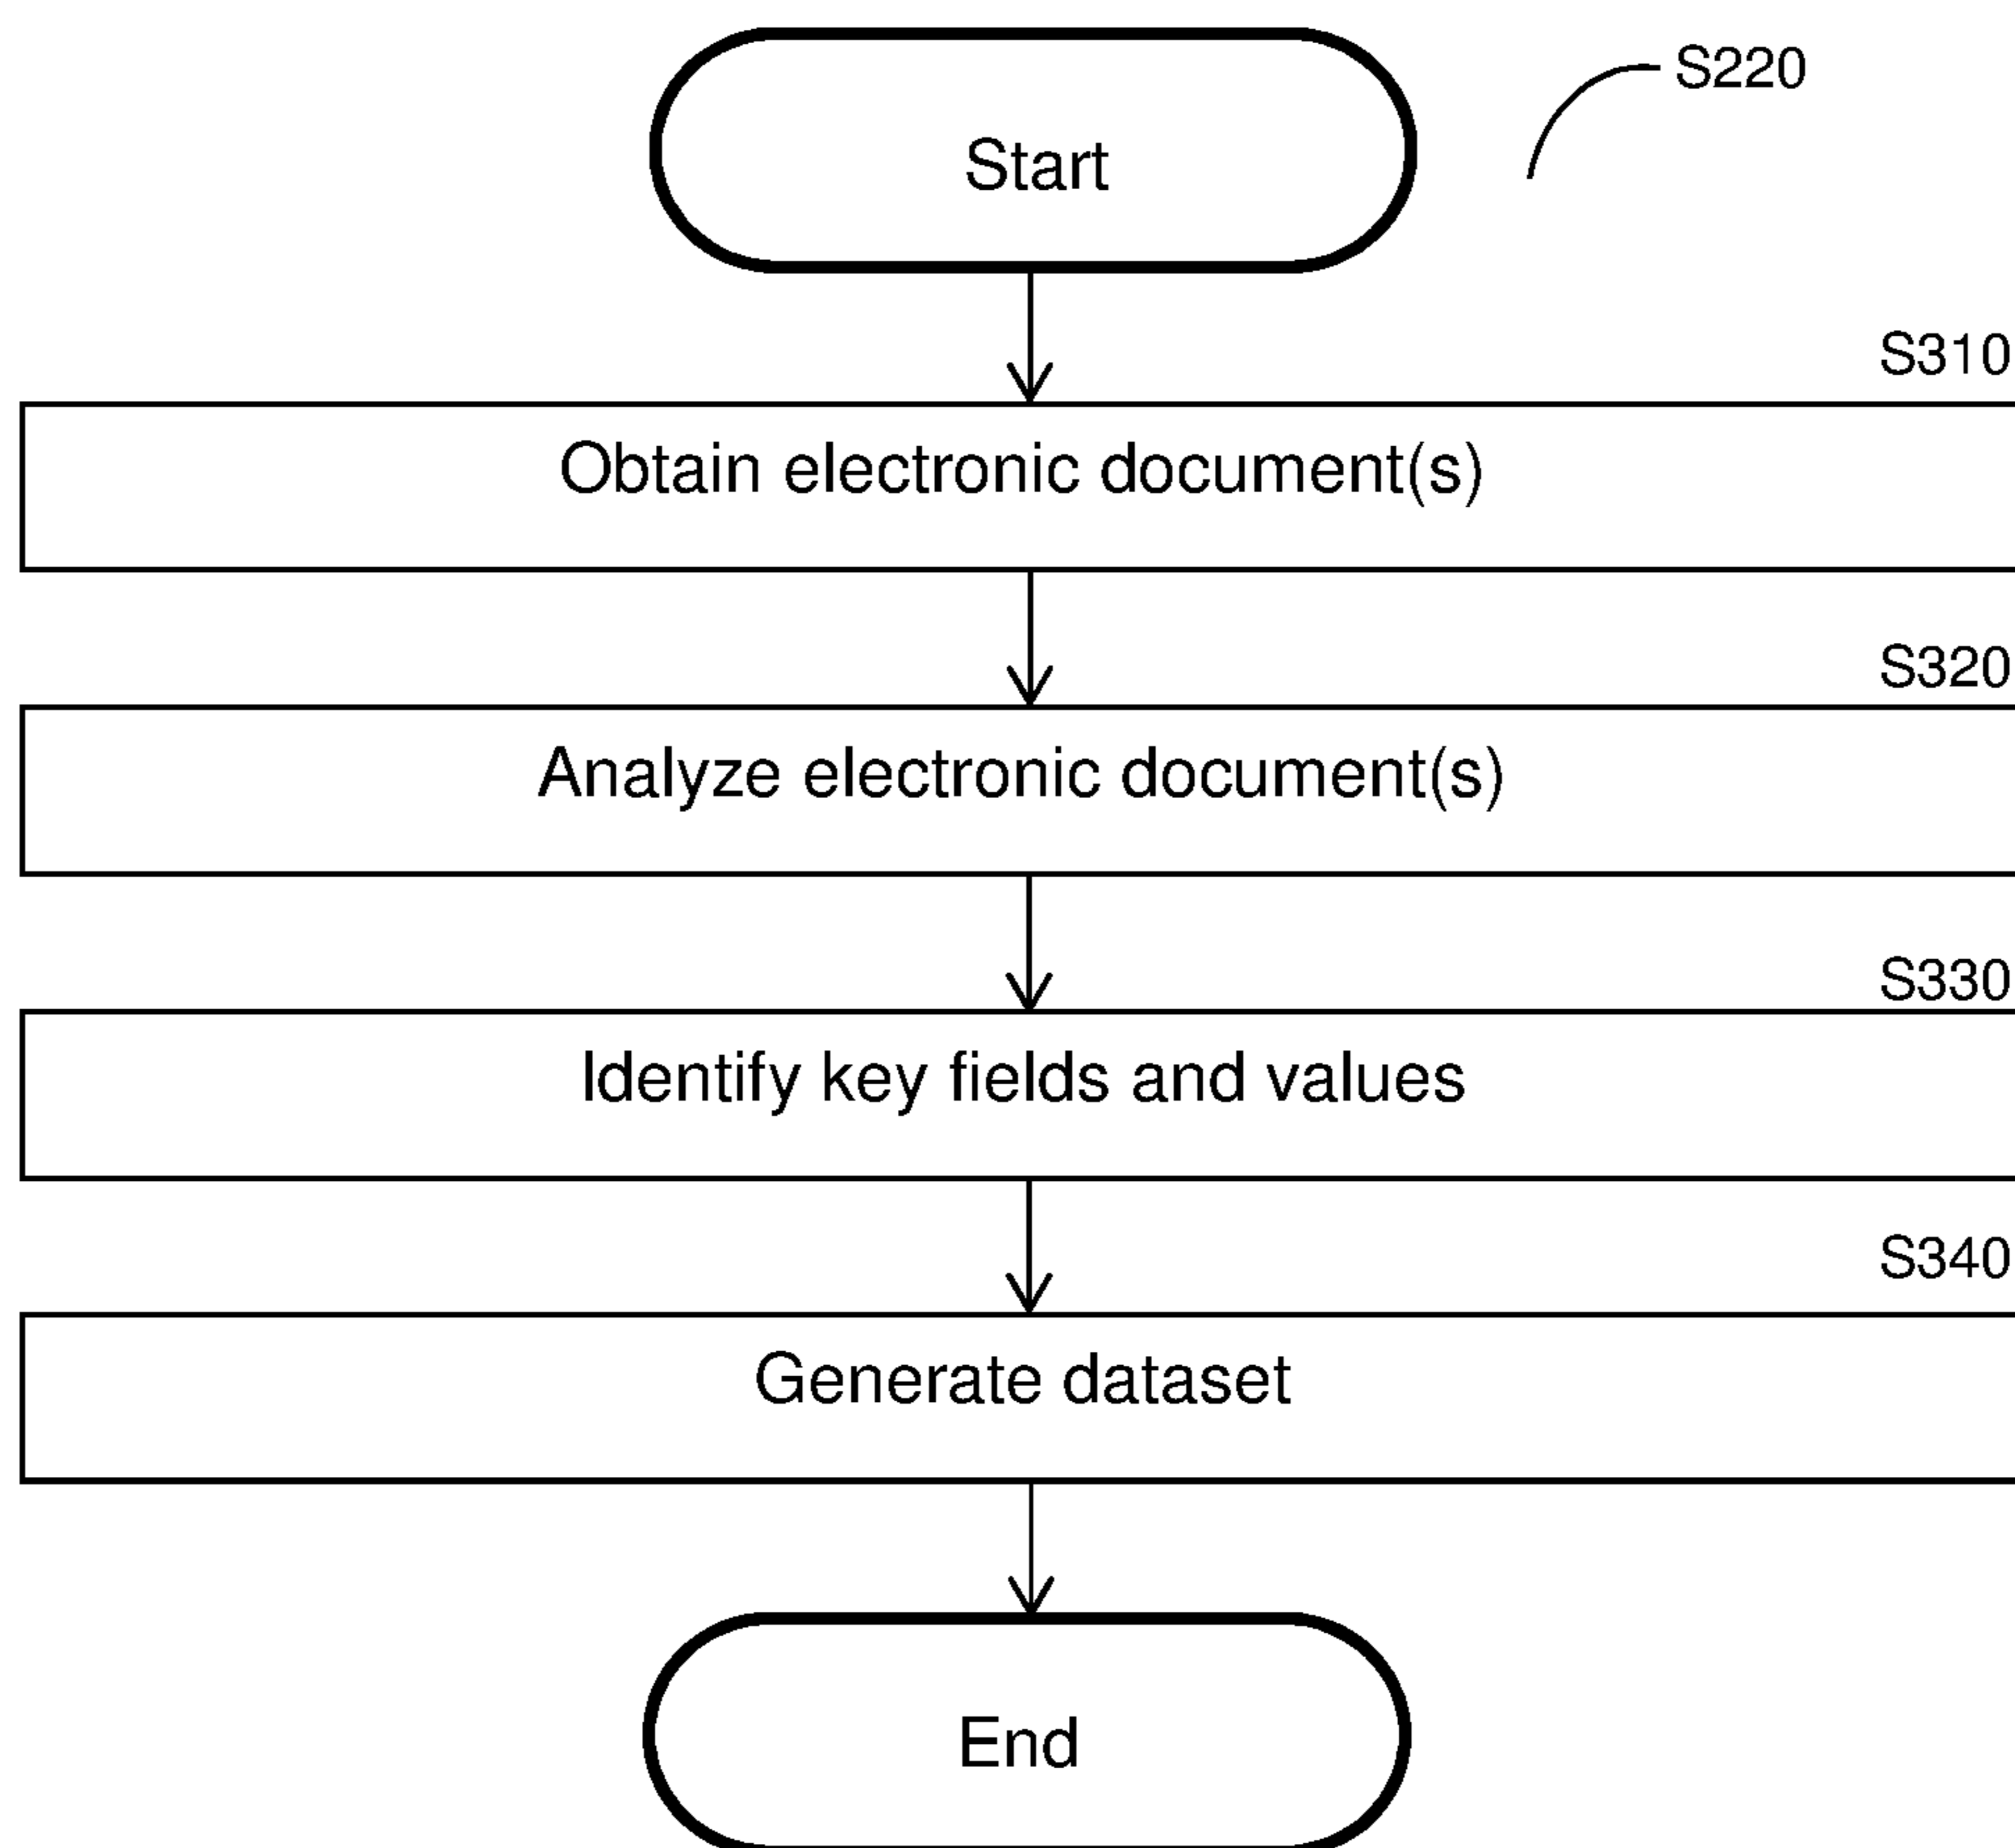 Start
S220
S310
Obtain electronic document(s)
S320
Analyze electronic document(s)
S330
Identify key fields and values
S340
Generate dataset
End